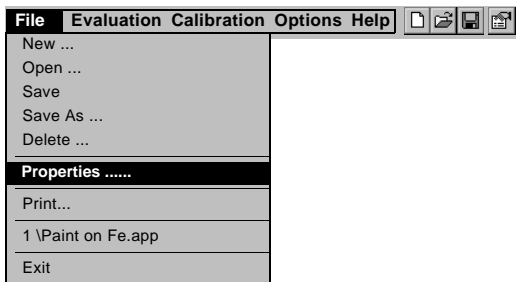 File Evaluation Calibration Options Help
New ...
Open ...
Save
Save As ...
Delete ...
Properties ......
Print...
1 \Paint on Fe.app
Exit